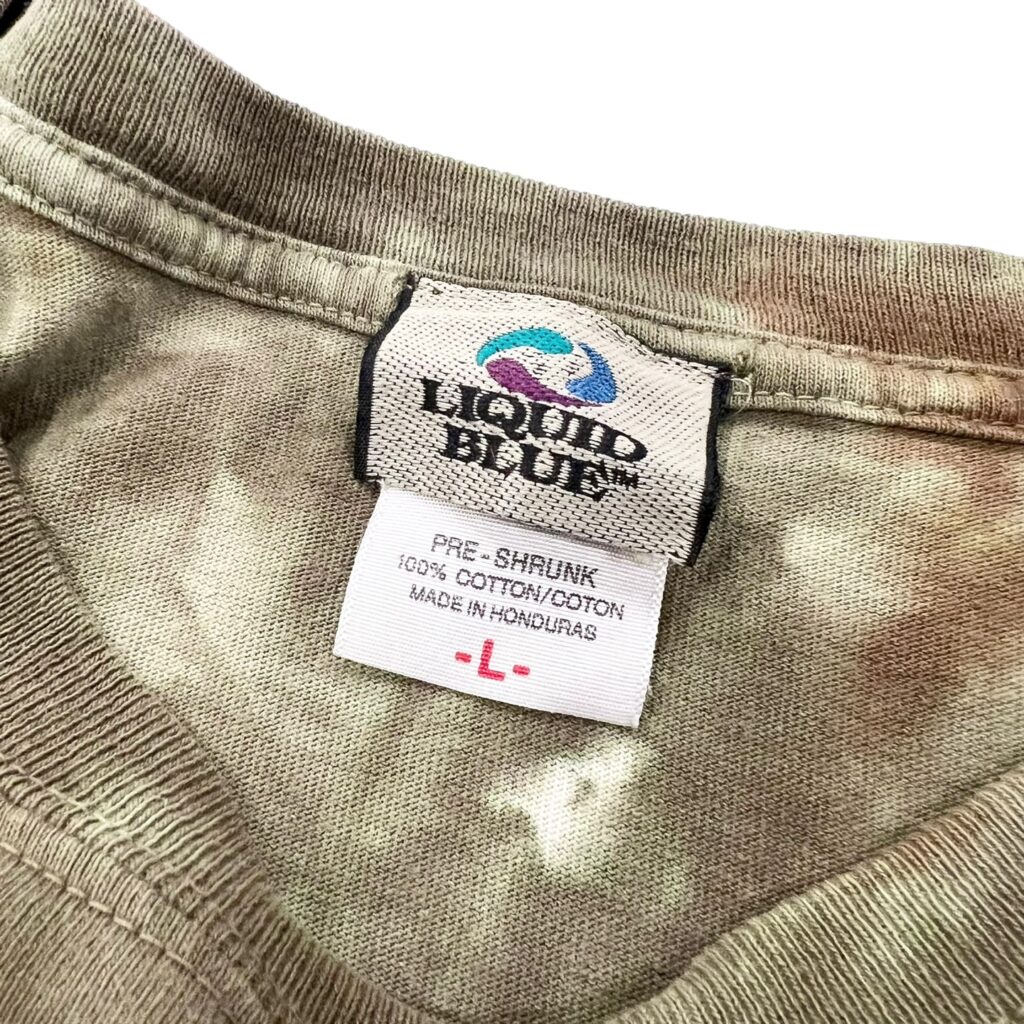 LIQUID
BLUE™
PRE-SHRUNK
100% COTTON/COTON
MADE IN HONDURAS
-L-